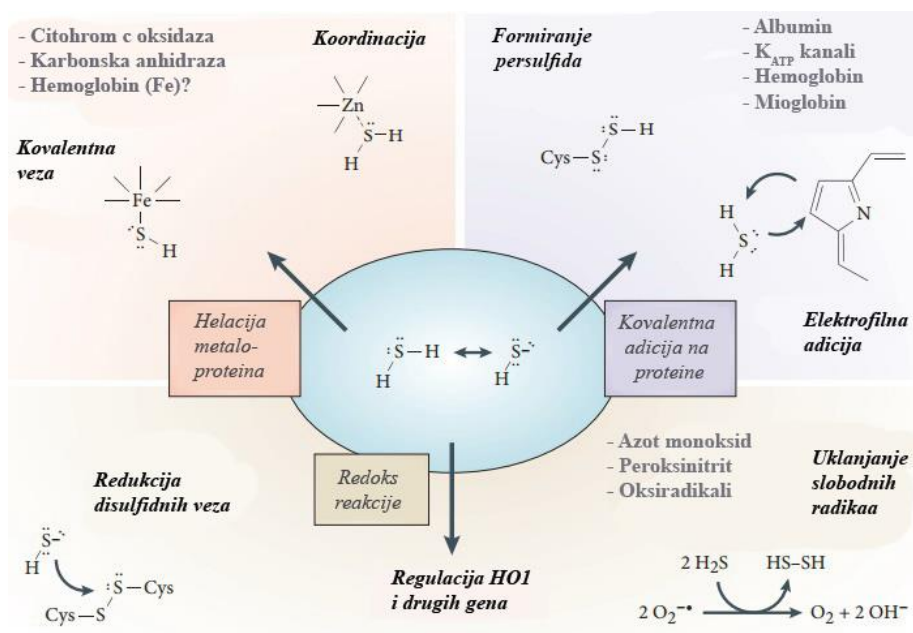 - Citohrom c oksidaza
- Karbonska anhidraza
- Hemoglobin (Fe)?
Koordinacija
Zn
S–H
H
Kovalentna
veza
Fe
S
H
Formiranje
persulfida
S–H
Cys–S
- Albumin
- K_ATP kanali
- Hemoglobin
- Mioglobin
H
S
H
N
Elektrofilna
adicija
Helacija
metalo-
proteina
S–H
H
S–
H
Kovalentna
adicija na
proteine
Redoks
reakcije
Redukcija
disulfidnih veza
S–
H
S–Cys
Cys–S
Regulacija HO1
i drugih gena
- Azot monoksid
- Peroksinitrit
- Oksiradikali
Uklanjanje
slobodnih
radikaa
2 H₂S HS–SH
2 O₂⁻• O₂ + 2 OH⁻